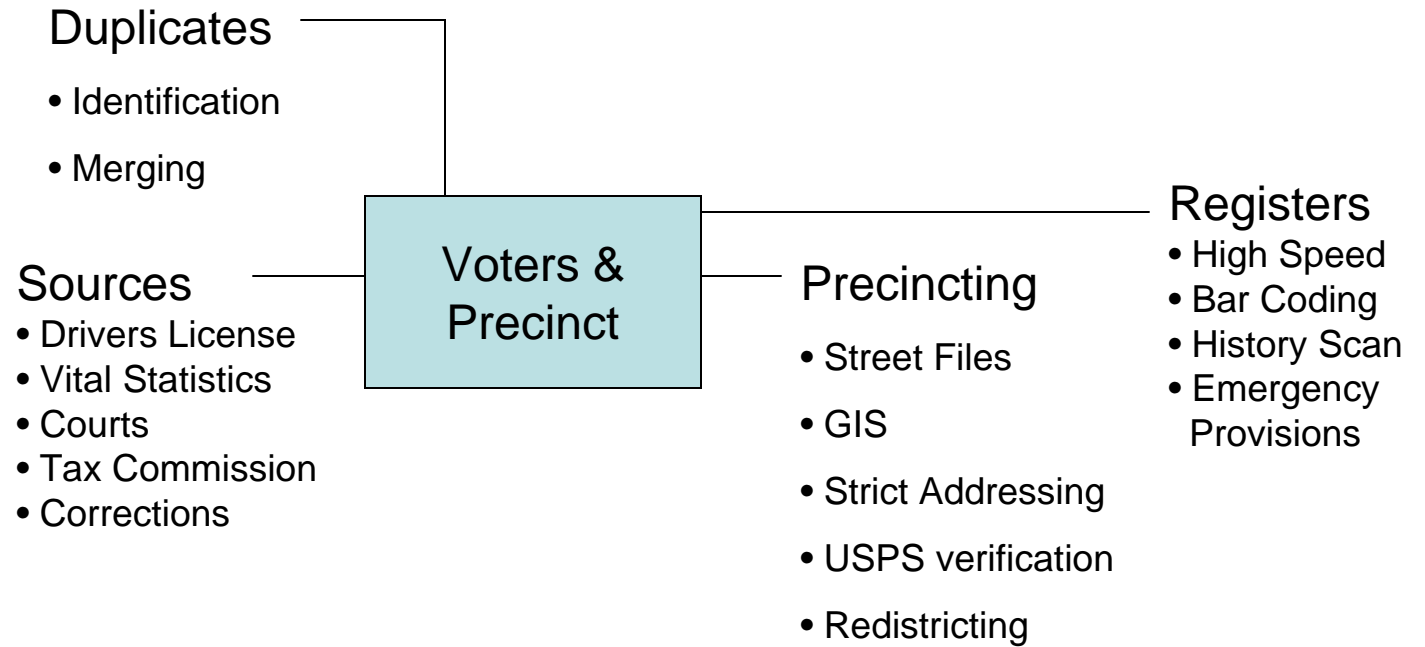 Duplicates
• Identification
• Merging
Voters &
Precinct
Sources
• Drivers License
• Vital Statistics
• Courts
• Tax Commission
• Corrections
Precincting
• Street Files
• GIS
• Strict Addressing
• USPS verification
• Redistricting
Registers
• High Speed
• Bar Coding
• History Scan
• Emergency
Provisions